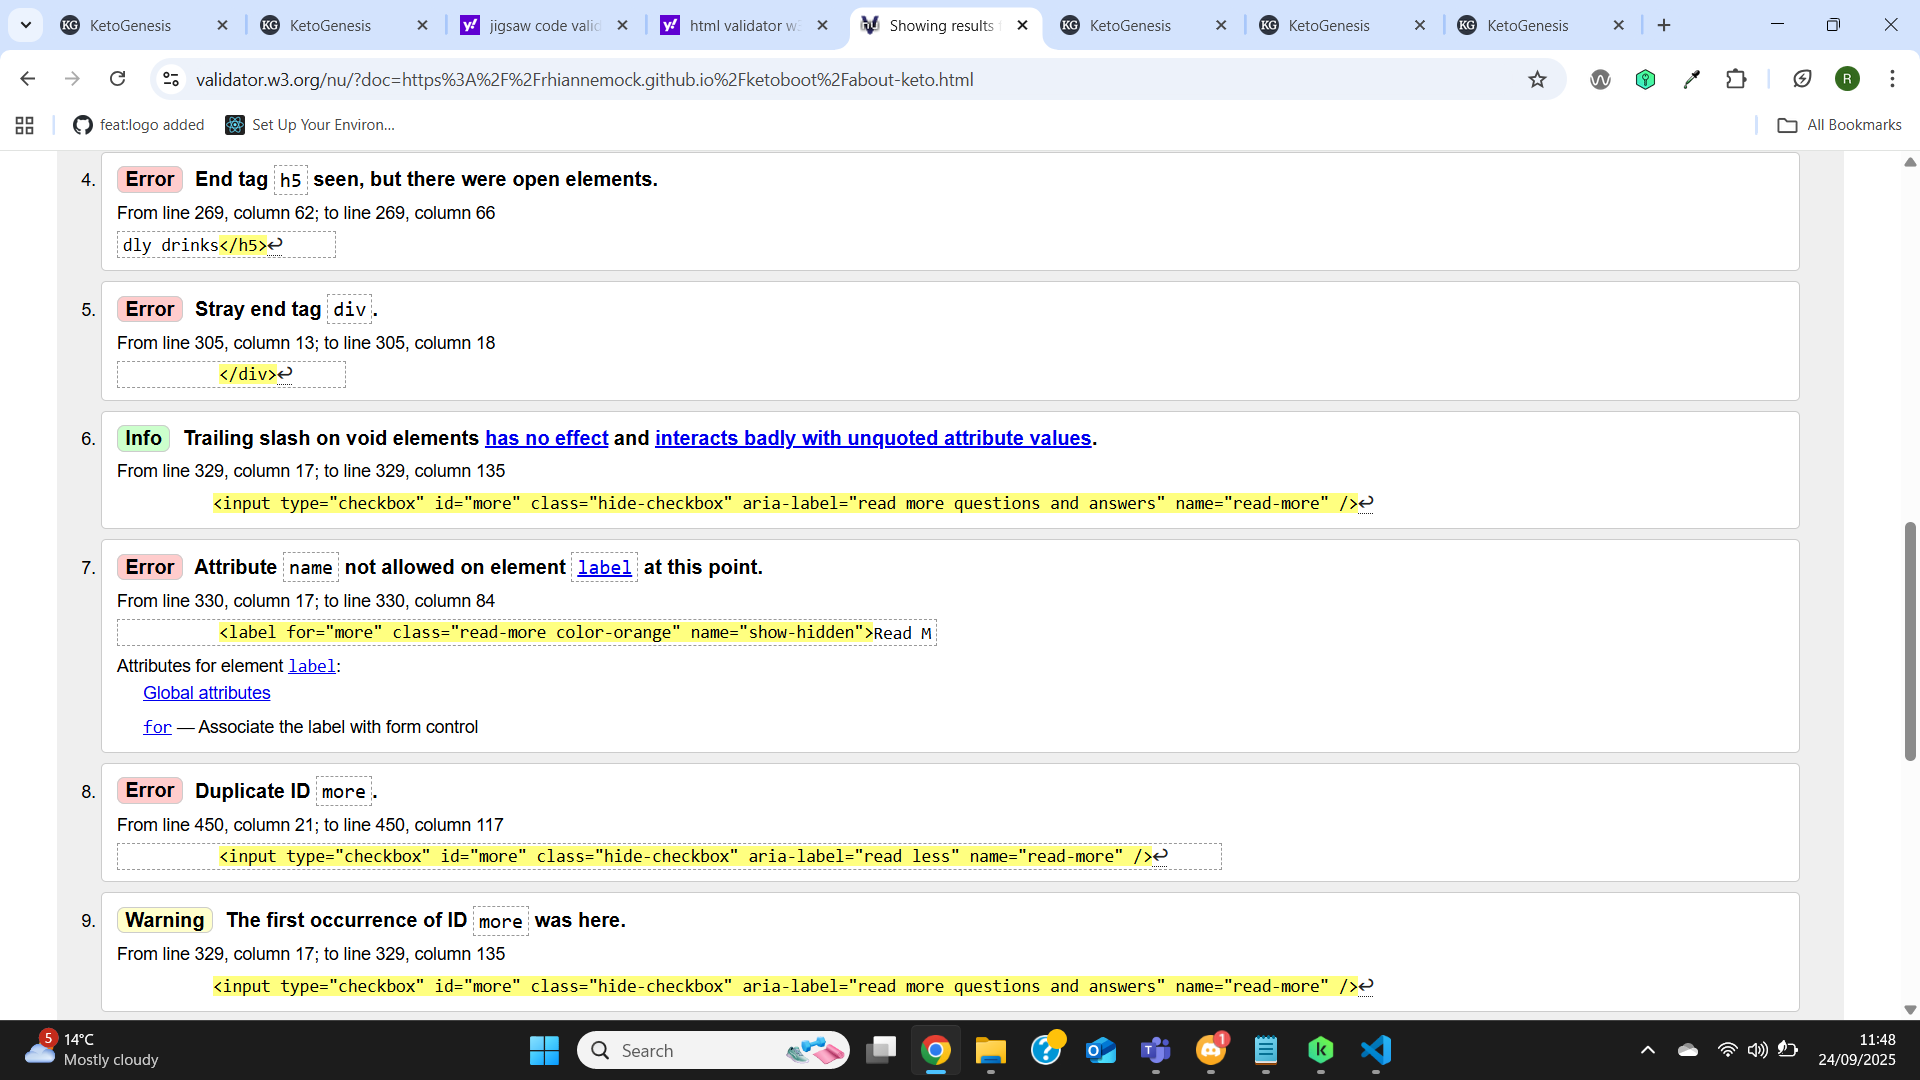 KetoGenesis
KetoGenesis
jigsaw code valid
html validator w3
Showing results f
KetoGenesis
KetoGenesis
KetoGenesis
validator.w3.org/nu/?doc=https%3A%2F%2Frhiannemock.github.io%2Fketoboot%2Fabout-keto.html
R
feat:logo added
Set Up Your Environ...
All Bookmarks
4. Error End tag h5 seen, but there were open elements.
From line 269, column 62; to line 269, column 66
dly drinks</h5>↩
5. Error Stray end tag div.
From line 305, column 13; to line 305, column 18
</div>↩
6. Info Trailing slash on void elements has no effect and interacts badly with unquoted attribute values.
From line 329, column 17; to line 329, column 135
<input type="checkbox" id="more" class="hide-checkbox" aria-label="read more questions and answers" name="read-more" />↩
7. Error Attribute name not allowed on element label at this point.
From line 330, column 17; to line 330, column 84
<label for="more" class="read-more color-orange" name="show-hidden">Read M
Attributes for element label:
Global attributes
for — Associate the label with form control
8. Error Duplicate ID more.
From line 450, column 21; to line 450, column 117
<input type="checkbox" id="more" class="hide-checkbox" aria-label="read less" name="read-more" />↩
9. Warning The first occurrence of ID more was here.
From line 329, column 17; to line 329, column 135
<input type="checkbox" id="more" class="hide-checkbox" aria-label="read more questions and answers" name="read-more" />↩
5
14°C
Mostly cloudy
Search
1
11:48
24/09/2025